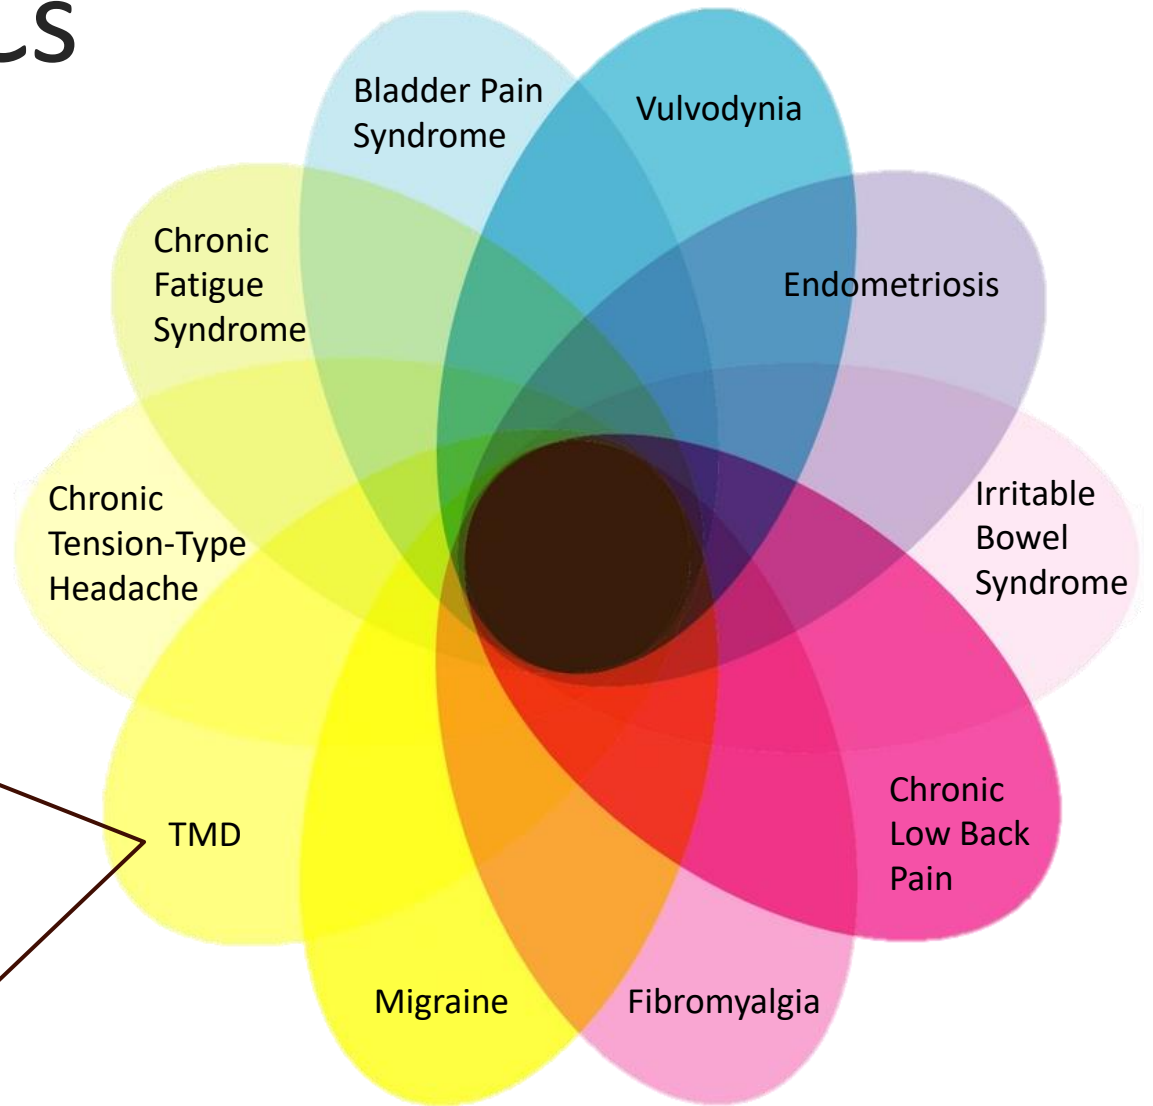 cs
Bladder Pain
Syndrome
Vulvodynia
Chronic
Fatigue
Syndrome
Endometriosis
Chronic
Tension-Type
Headache
Irritable
Bowel
Syndrome
TMD
Chronic
Low Back
Pain
Migraine
Fibromyalgia